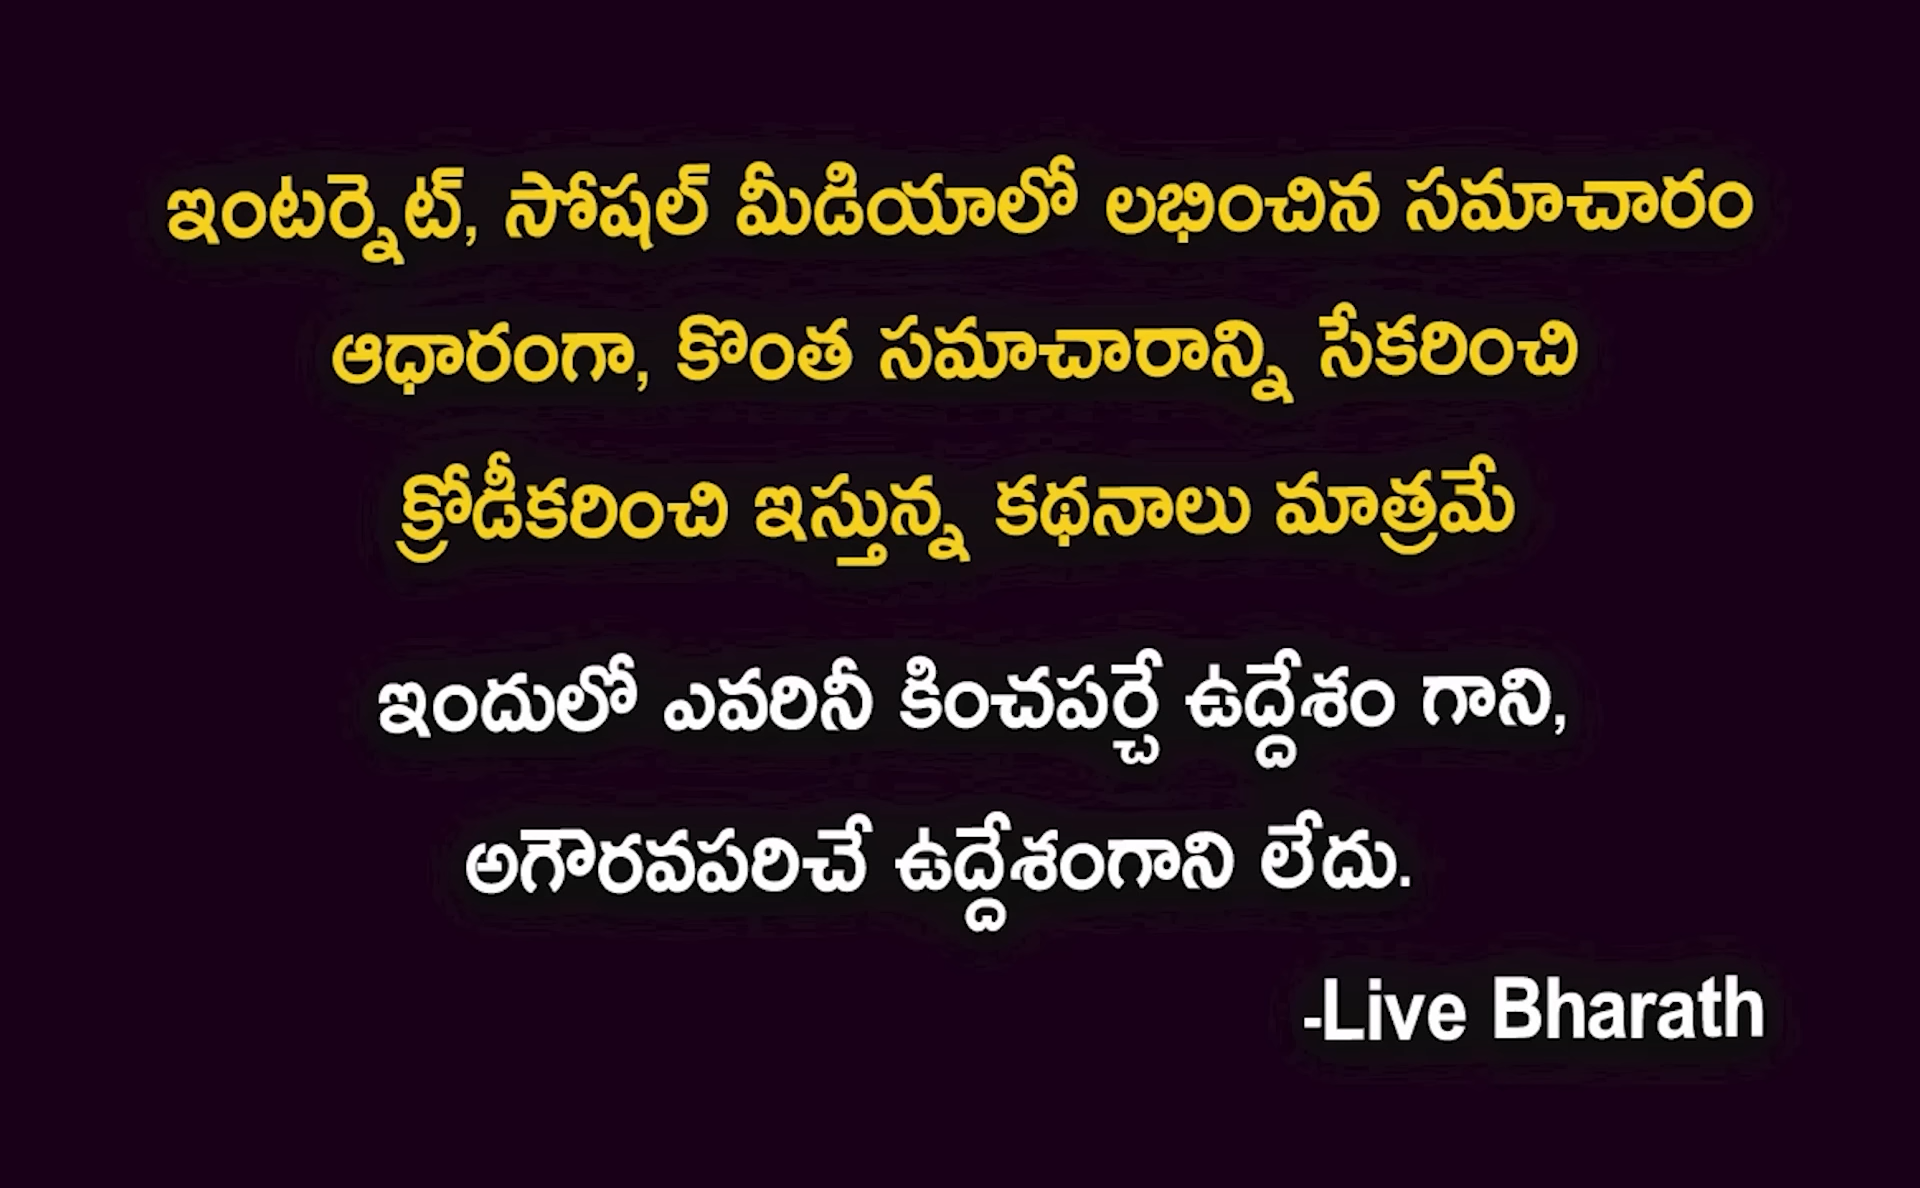 ఇంటర్నెట్, సోషల్ మీడియాలో లభించిన సమాచారం
ఆధారంగా, కొంత సమాచారాన్ని సేకరించి
క్రోడీకరించి ఇస్తున్న కథనాలు మాత్రమే
ఇందులో ఎవరినీ కించపర్చే ఉద్దేశం గాని,
అగౌరవపరిచే ఉద్దేశంగాని లేదు.
-Live Bharath